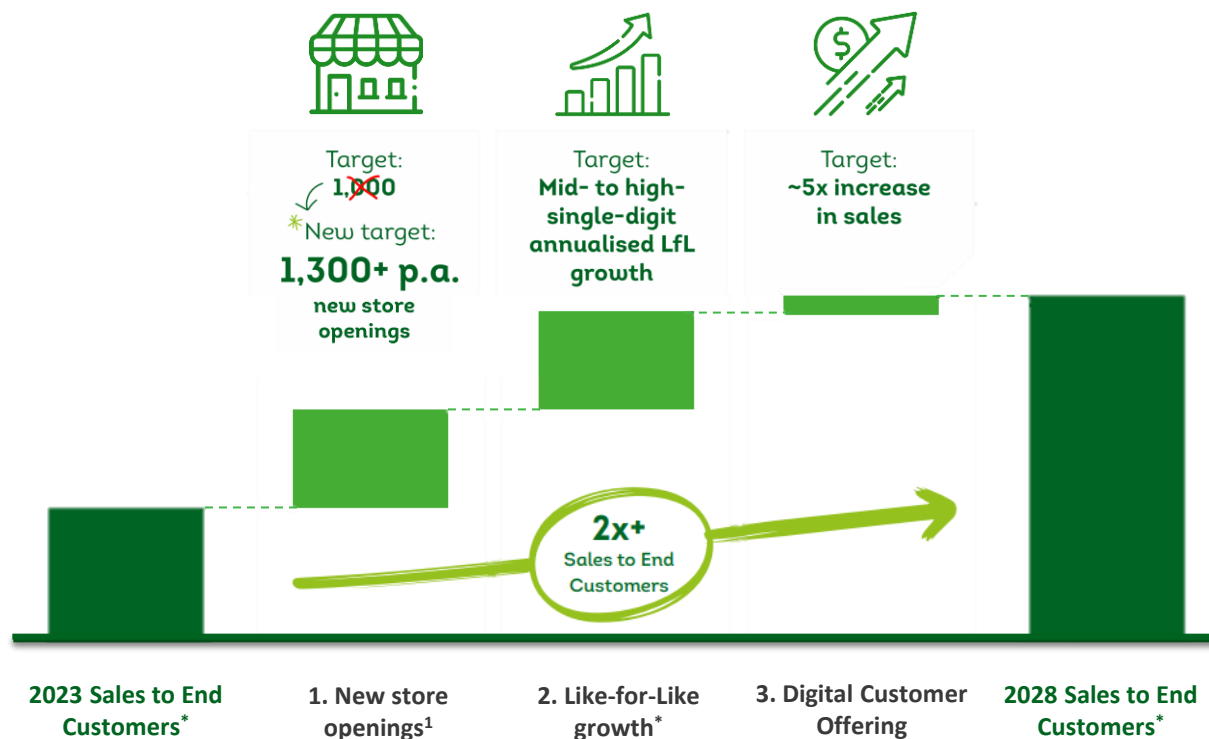 $
Target:
1,000
*New target:
1,300+ p.a.
new store
openings
Target:
Mid- to high-
single-digit
annualised LfL
growth
Target:
~5x increase
in sales
2x+
Sales to End
Customers
2023 Sales to End
Customers*
1. New store
openings¹
2. Like-for-Like
growth*
3. Digital Customer
Offering
2028 Sales to End
Customers*